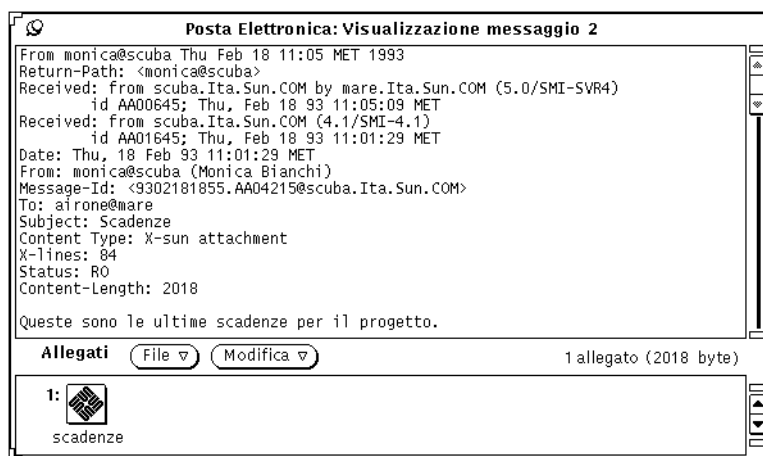 Posta Elettronica: Visualizzazione messaggio 2
From monica@scuba Thu Feb 18 11:05 MET 1993
Return-Path: <monica@scuba>
Received: from scuba.Ita.Sun.COM by mare.Ita.Sun.COM (5.0/SMI-SVR4)
id AA00645; Thu, Feb 18 93 11:05:09 MET
Received: from scuba.Ita.Sun.COM (4.1/SMI-4.1)
id AA01645; Thu, Feb 18 93 11:01:29 MET
Date: Thu, 18 Feb 93 11:01:29 MET
From: monica@scuba (Monica Bianchi)
Message-Id: <9302181855.AA04215@scuba.Ita.Sun.COM>
To: airone@mare
Subject: Scadenze
Content Type: X-sun attachment
X-lines: 84
Status: RO
Content-Length: 2018
Queste sono le ultime scadenze per il progetto.
Allegati File Modifica 1 allegato (2018 byte)
1:
scadenze